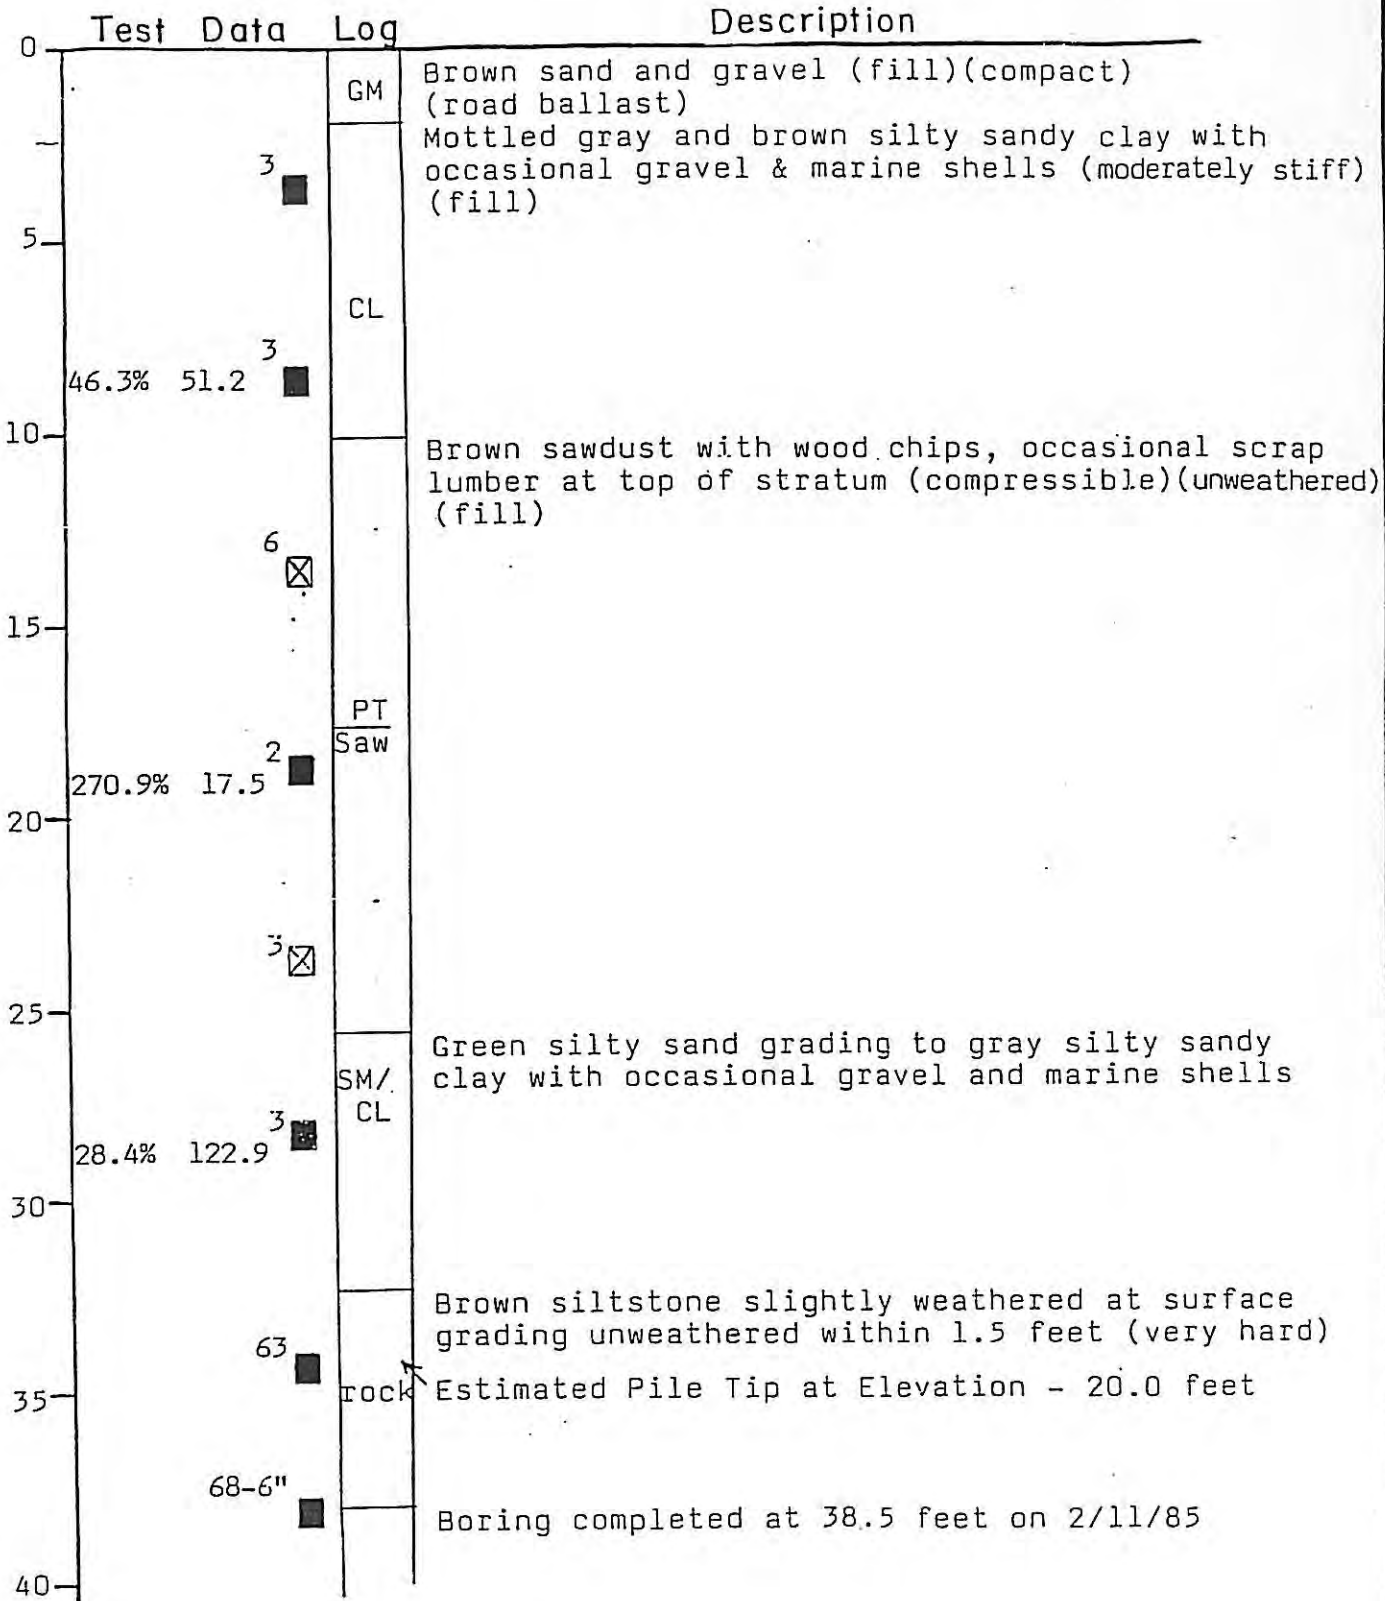 Test Data Log Description
0
GM Brown sand and gravel (fill)(compact)
(road ballast)
Mottled gray and brown silty sandy clay with
3 occasional gravel & marine shells (moderately stiff)
(fill)
5
CL
3
46.3% 51.2
10
Brown sawdust with wood chips, occasional scrap
lumber at top of stratum (compressible)(unweathered)
(fill)
6
15
PT
Saw
2
270.9% 17.5
20
3
25
Green silty sand grading to gray silty sandy
SM/ clay with occasional gravel and marine shells
CL
3
28.4% 122.9
30
Brown siltstone slightly weathered at surface
grading unweathered within 1.5 feet (very hard)
63
35 rock Estimated Pile Tip at Elevation - 20.0 feet
68-6"
Boring completed at 38.5 feet on 2/11/85
40